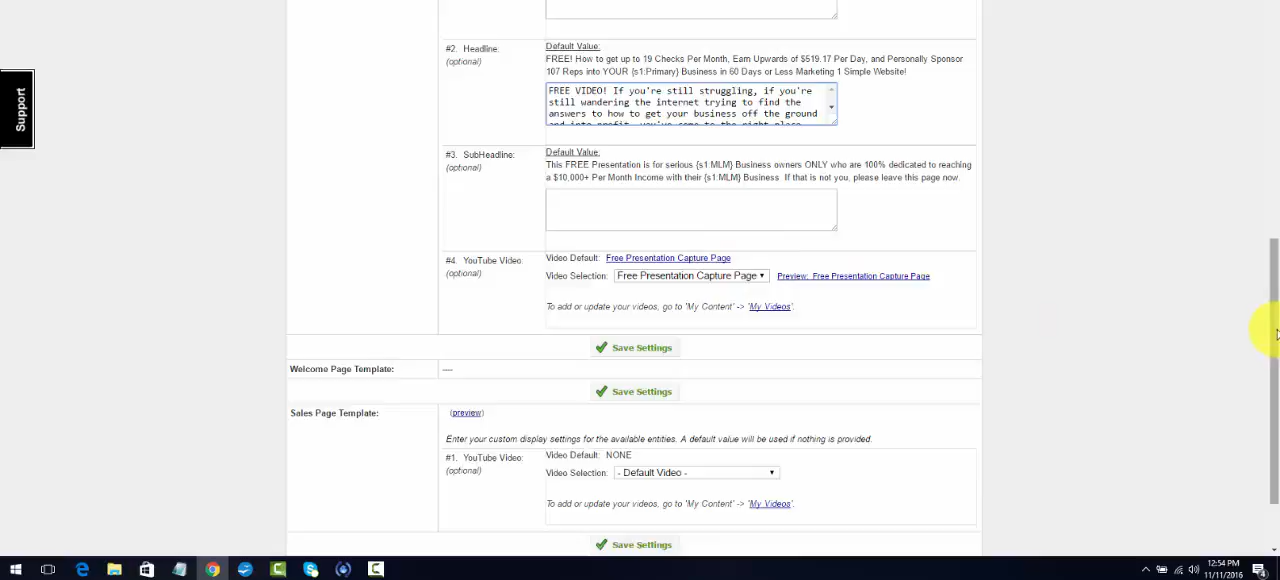 Support
#2. Headline:
(optional)
Default Value:
FREE! How to get up to 19 Checks Per Month, Earn Upwards of $519.17 Per Day, and Personally Sponsor
107 Reps into YOUR {s1:Primary} Business in 60 Days or Less Marketing 1 Simple Website!
FREE VIDEO! If you're still struggling, if you're
still wandering the internet trying to find the
answers to how to get your business off the ground
and into profit, you've come to the right place
#3. SubHeadline:
(optional)
Default Value:
This FREE Presentation is for serious {s1:MLM} Business owners ONLY who are 100% dedicated to reaching
a $10,000+ Per Month Income with their {s1:MLM} Business If that is not you, please leave this page now.
#4. YouTube Video:
(optional)
Video Default: Free Presentation Capture Page
Video Selection: Free Presentation Capture Page Preview: Free Presentation Capture Page
To add or update your videos, go to 'My Content' -> 'My Videos'.
Save Settings
Welcome Page Template: ----
Save Settings
Sales Page Template: (preview)
Enter your custom display settings for the available entities. A default value will be used if nothing is provided.
#1. YouTube Video:
(optional)
Video Default: NONE
Video Selection: - Default Video -
To add or update your videos, go to 'My Content' -> 'My Videos'.
Save Settings
12:54 PM
11/11/2016